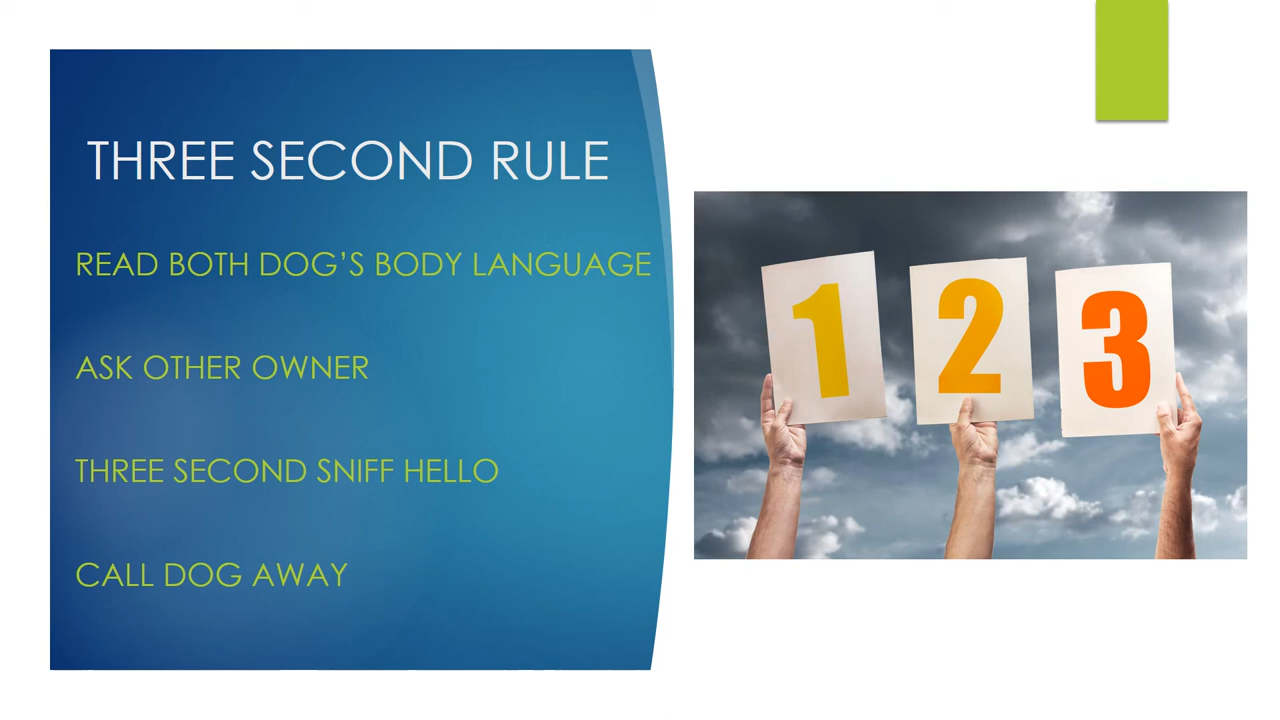 THREE SECOND RULE
READ BOTH DOG’S BODY LANGUAGE
ASK OTHER OWNER
THREE SECOND SNIFF HELLO
CALL DOG AWAY
1 2 3